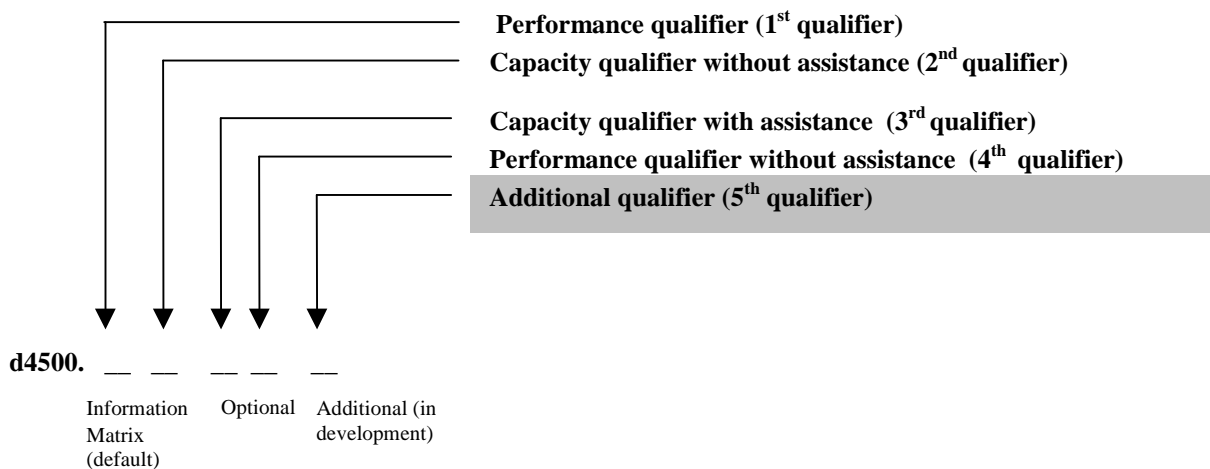 Performance qualifier (1st qualifier)
Capacity qualifier without assistance (2nd qualifier)
Capacity qualifier with assistance (3rd qualifier)
Performance qualifier without assistance (4th qualifier)
Additional qualifier (5th qualifier)
d4500. __ __ __ __ __
Information Matrix (default)
Optional
Additional (in development)